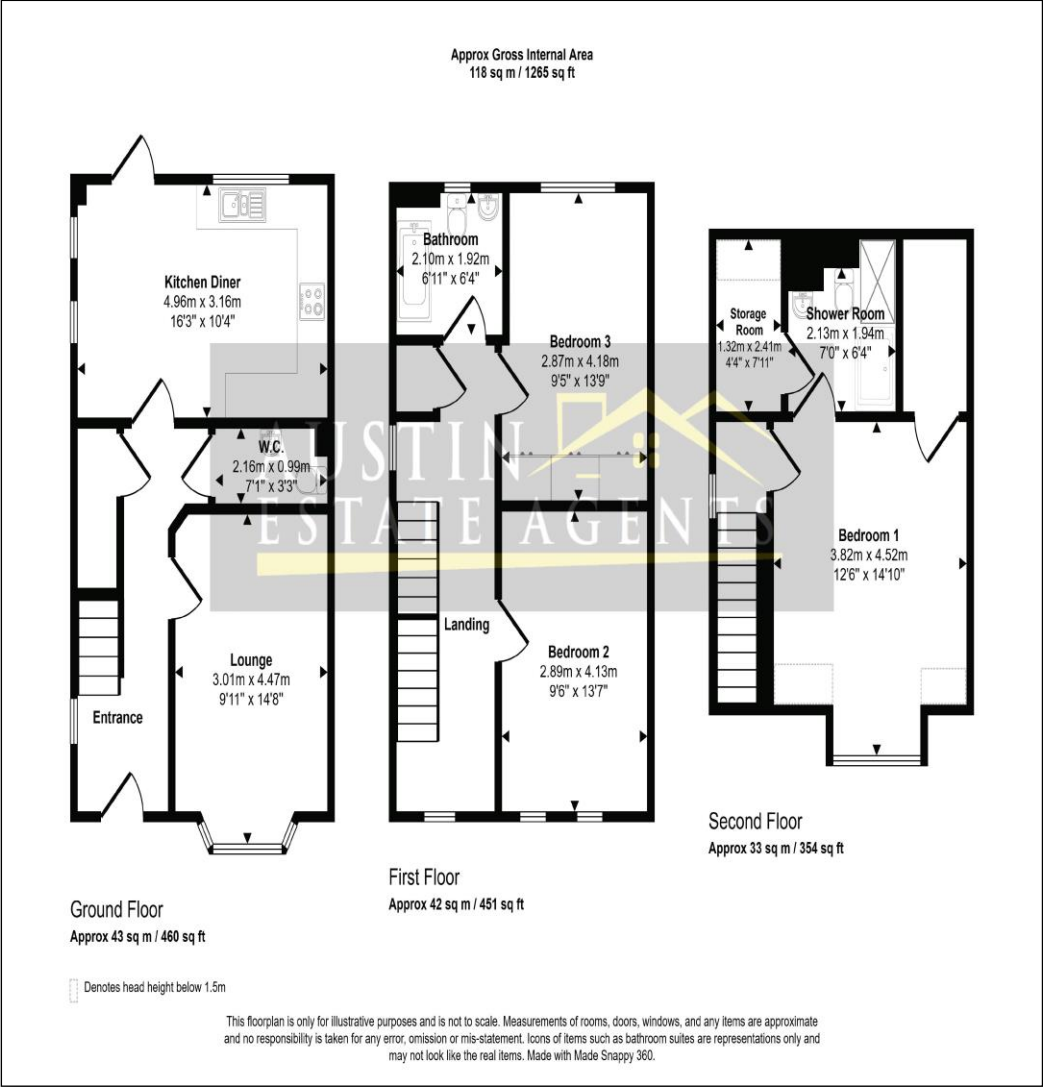 Approx Gross Internal Area
118 sq m / 1265 sq ft
Kitchen Diner
4.96m x 3.16m
16'3" x 10'4"
W.C.
2.16m x 0.99m
7'1" x 3'3"
Lounge
3.01m x 4.47m
9'11" x 14'8"
Entrance
Ground Floor
Approx 43 sq m / 460 sq ft
Bathroom
2.10m x 1.92m
6'11" x 6'4"
Bedroom 3
2.87m x 4.18m
9'5" x 13'9"
Landing
Bedroom 2
2.89m x 4.13m
9'6" x 13'7"
First Floor
Approx 42 sq m / 451 sq ft
Storage
Room
1.32m x 2.41m
4'4" x 7'11"
Shower Room
2.13m x 1.94m
7'0" x 6'4"
Bedroom 1
3.82m x 4.52m
12'6" x 14'10"
Second Floor
Approx 33 sq m / 354 sq ft
AUSTIN
ESTATE AGENTS
Denotes head height below 1.5m
This floorplan is only for illustrative purposes and is not to scale. Measurements of rooms, doors, windows, and any items are approximate
and no responsibility is taken for any error, omission or mis-statement. Icons of items such as bathroom suites are representations only and
may not look like the real items. Made with Made Snappy 360.